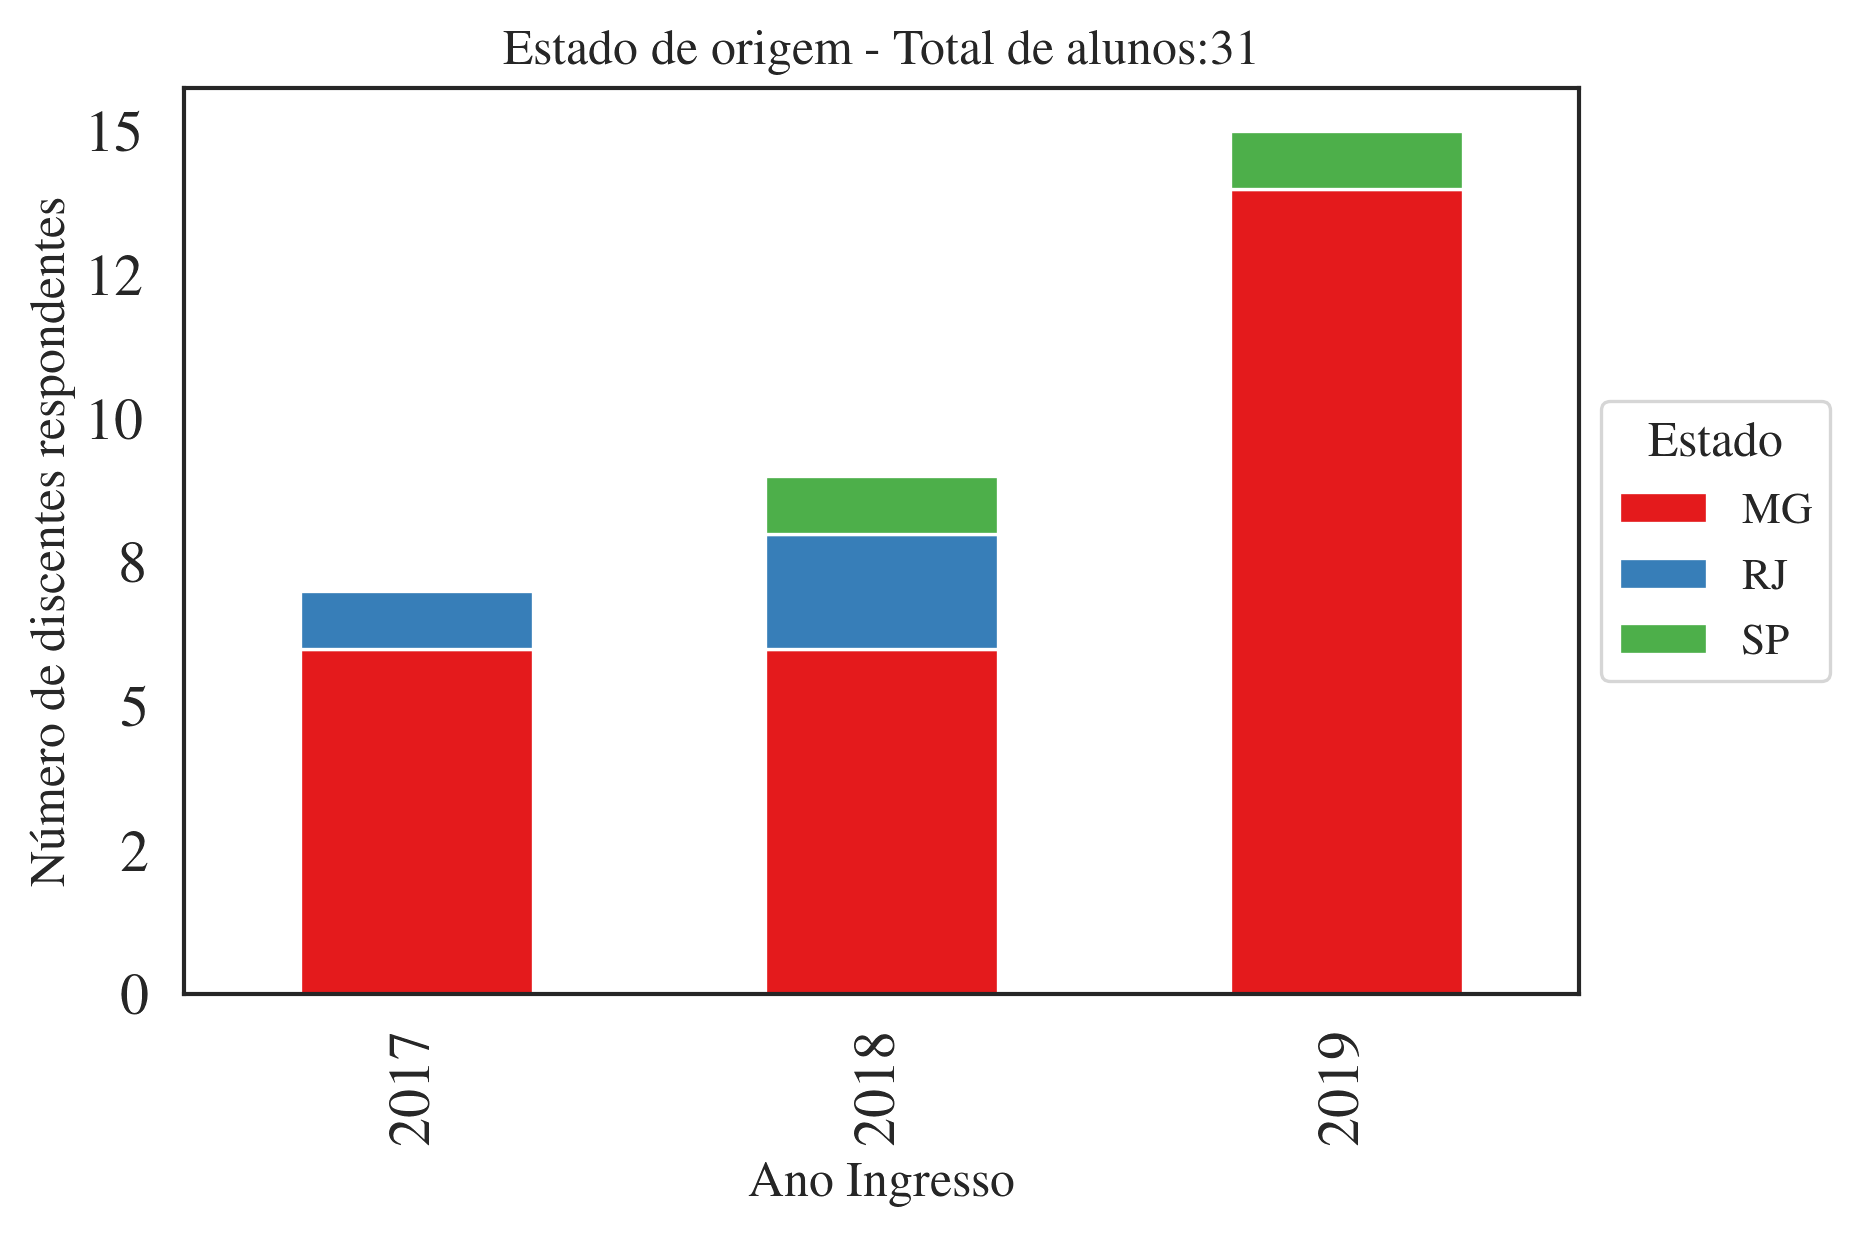 Estado de origem - Total de alunos:31
Número de discentes respondentes
15
12
10
8
5
2
0
2017
2018
2019
Ano Ingresso
Estado
MG
RJ
SP